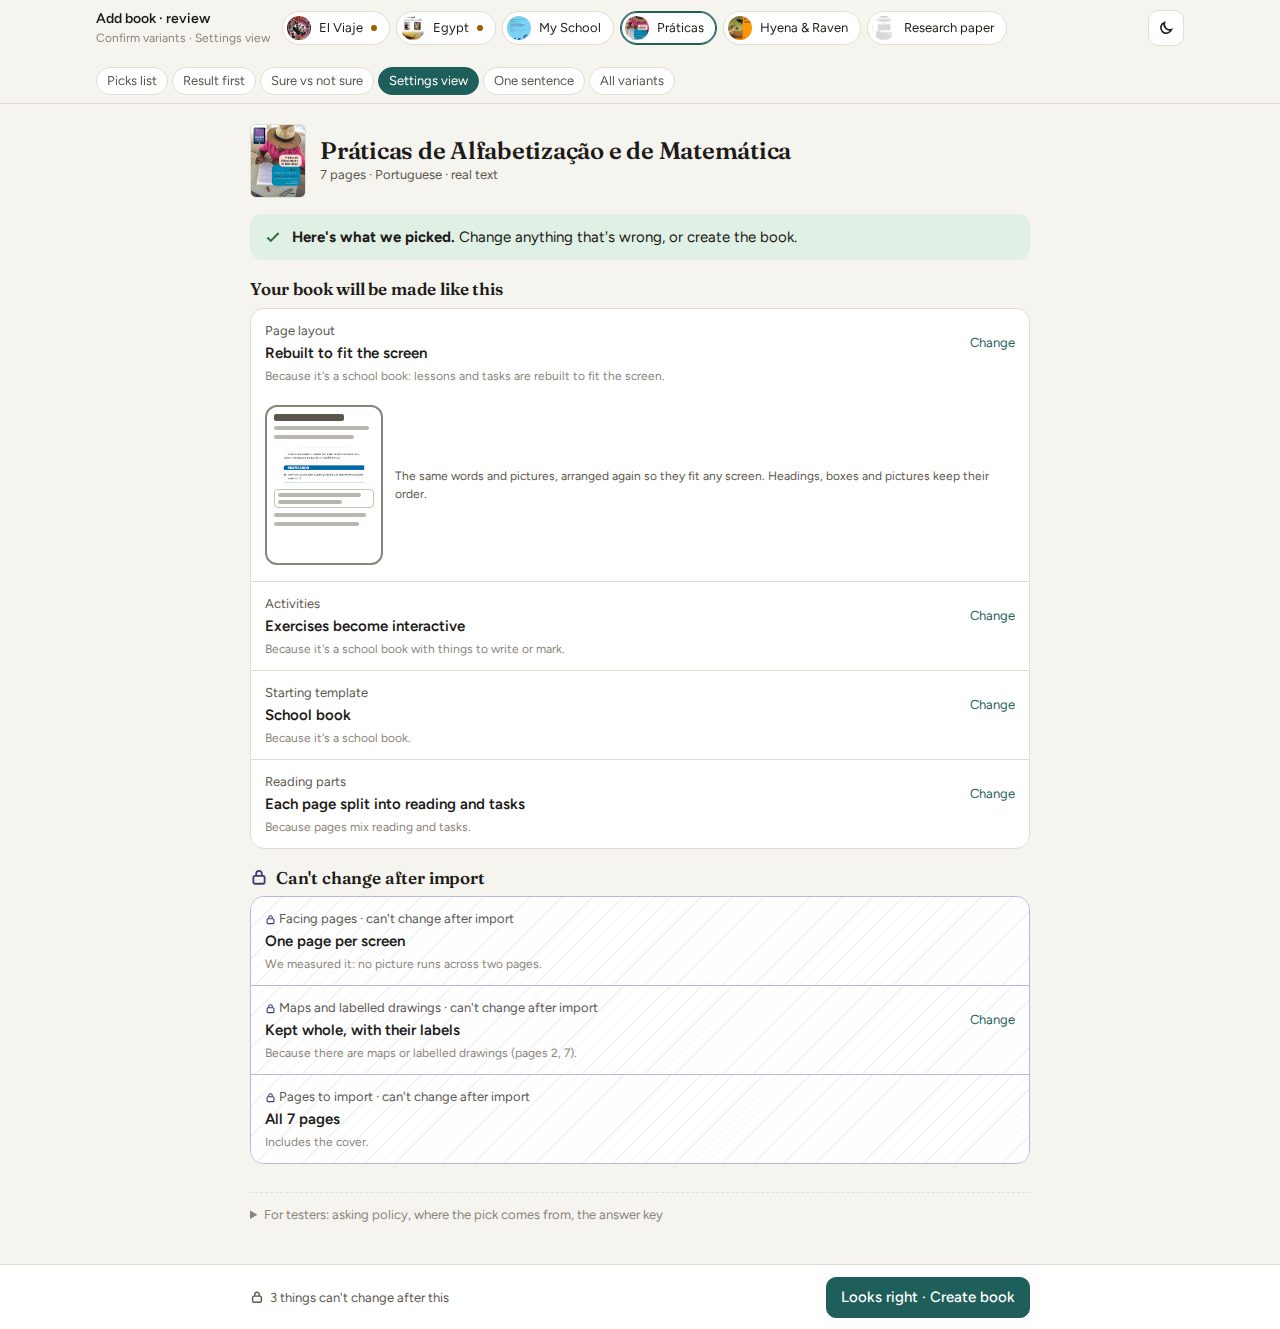 Add book · review
Confirm variants · Settings view
El Viaje
Egypt
My School
Práticas
Hyena & Raven
Research paper
Picks list
Result first
Sure vs not sure
Settings view
One sentence
All variants
Práticas de Alfabetização e de Matemática
7 pages · Portuguese · real text
Here's what we picked. Change anything that's wrong, or create the book.
Your book will be made like this
Page layout
Rebuilt to fit the screen
Change
Because it's a school book: lessons and tasks are rebuilt to fit the screen.
The same words and pictures, arranged again so they fit any screen. Headings, boxes and pictures keep their
order.
Activities
Exercises become interactive
Change
Because it's a school book with things to write or mark.
Starting template
School book
Change
Because it's a school book.
Reading parts
Each page split into reading and tasks
Change
Because pages mix reading and tasks.
Can't change after import
Facing pages · can't change after import
One page per screen
We measured it: no picture runs across two pages.
Maps and labelled drawings · can't change after import
Kept whole, with their labels
Change
Because there are maps or labelled drawings (pages 2, 7).
Pages to import · can't change after import
All 7 pages
Includes the cover.
For testers: asking policy, where the pick comes from, the answer key
3 things can't change after this
Looks right · Create book